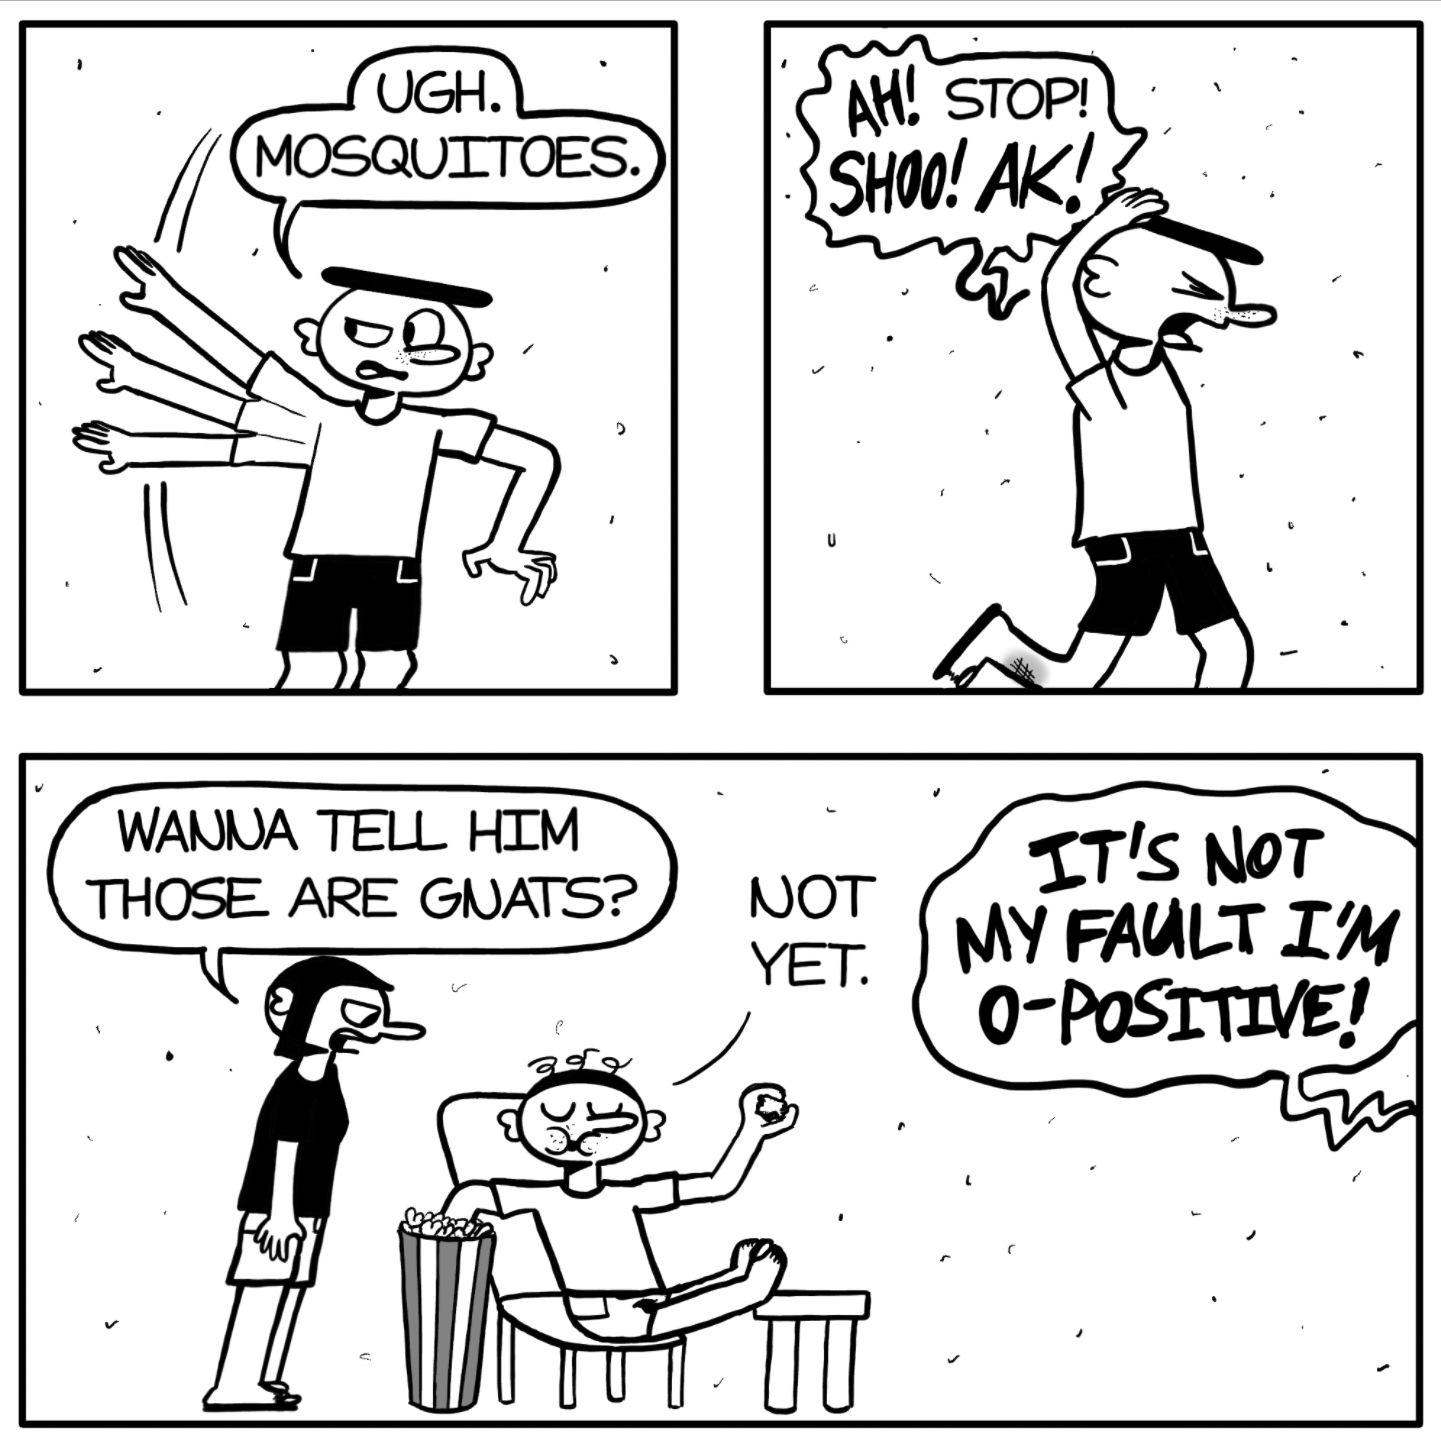 UGH.
MOSQUITOES.
AH! STOP!
SHOO! AK!
WANNA TELL HIM
THOSE ARE GNATS?
NOT
YET.
IT'S NOT
MY FAULT I'M
O-POSITIVE!